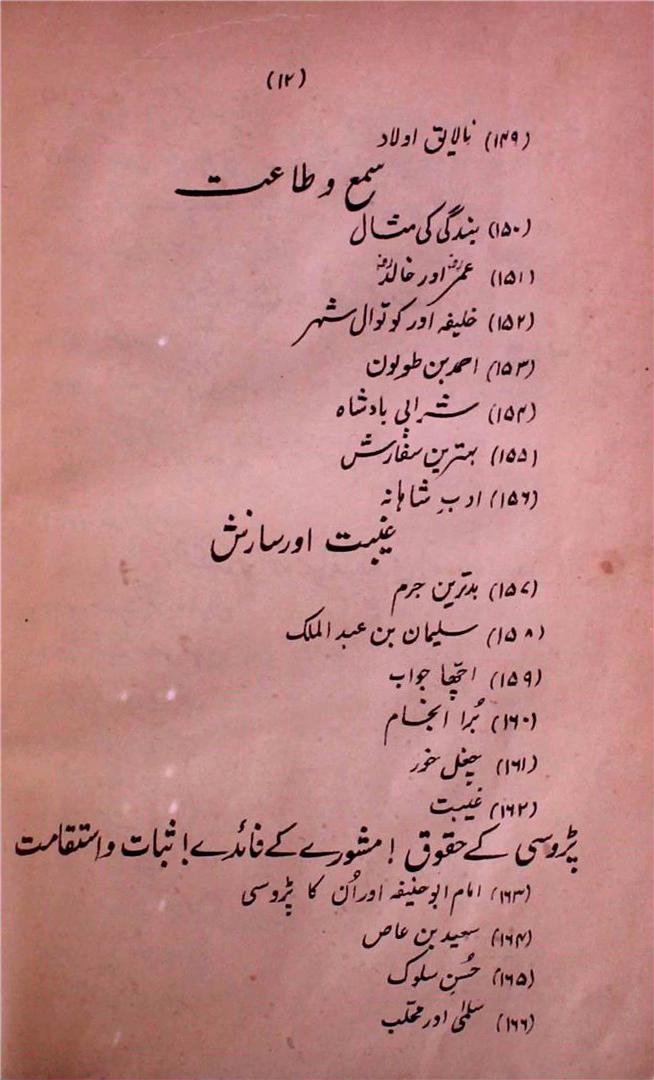 (۱۲)
(۱۴۹) نالایق اولاد
سمع و طاعت
(۱۵۰) بندگی کی مثال
(۱۵۱) عمرؓ اور خالدؓ
(۱۵۲) خلیفہ اور کوتوال شہر
(۱۵۳) احمد بن طولون
(۱۵۴) شرابی بادشاہ
(۱۵۵) بہترین سفارش
(۱۵۶) ادبِ شاہانہ
غیبت اور سازش
(۱۵۷) بدترین جرم
(۱۵۸) سلیمان بن عبد الملک
(۱۵۹) اچھا جواب
(۱۶۰) بُرا انجام
(۱۶۱) چغل خور
(۱۶۲) غیبت
پڑوسی کے حقوق! مشورے کے فائدے! ثبات و استقامت
(۱۶۳) امام ابو حنیفہ اور اُن کا پڑوسی
(۱۶۴) سعید بن عاص
(۱۶۵) حُسنِ سلوک
(۱۶۶) سلمیٰ اور محلّب